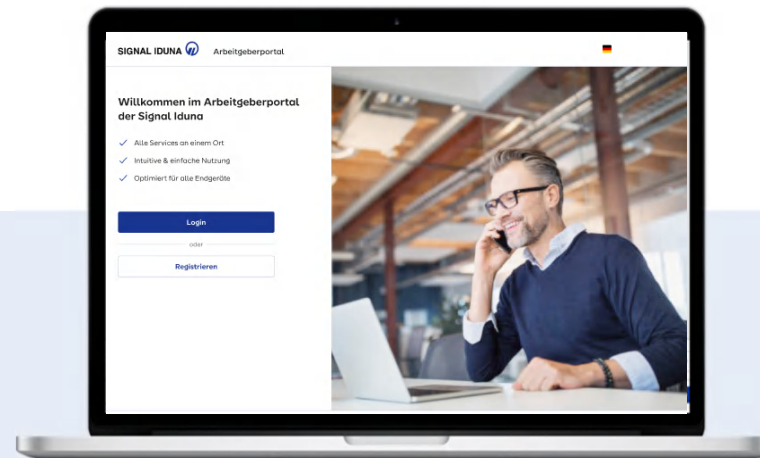 SIGNAL IDUNA
Arbeitgeberportal
Willkommen im Arbeitgeberportal
der Signal Iduna
Alle Services an einem Ort
Intuitive & einfache Nutzung
Optimiert für alle Endgeräte
Login
oder
Registrieren